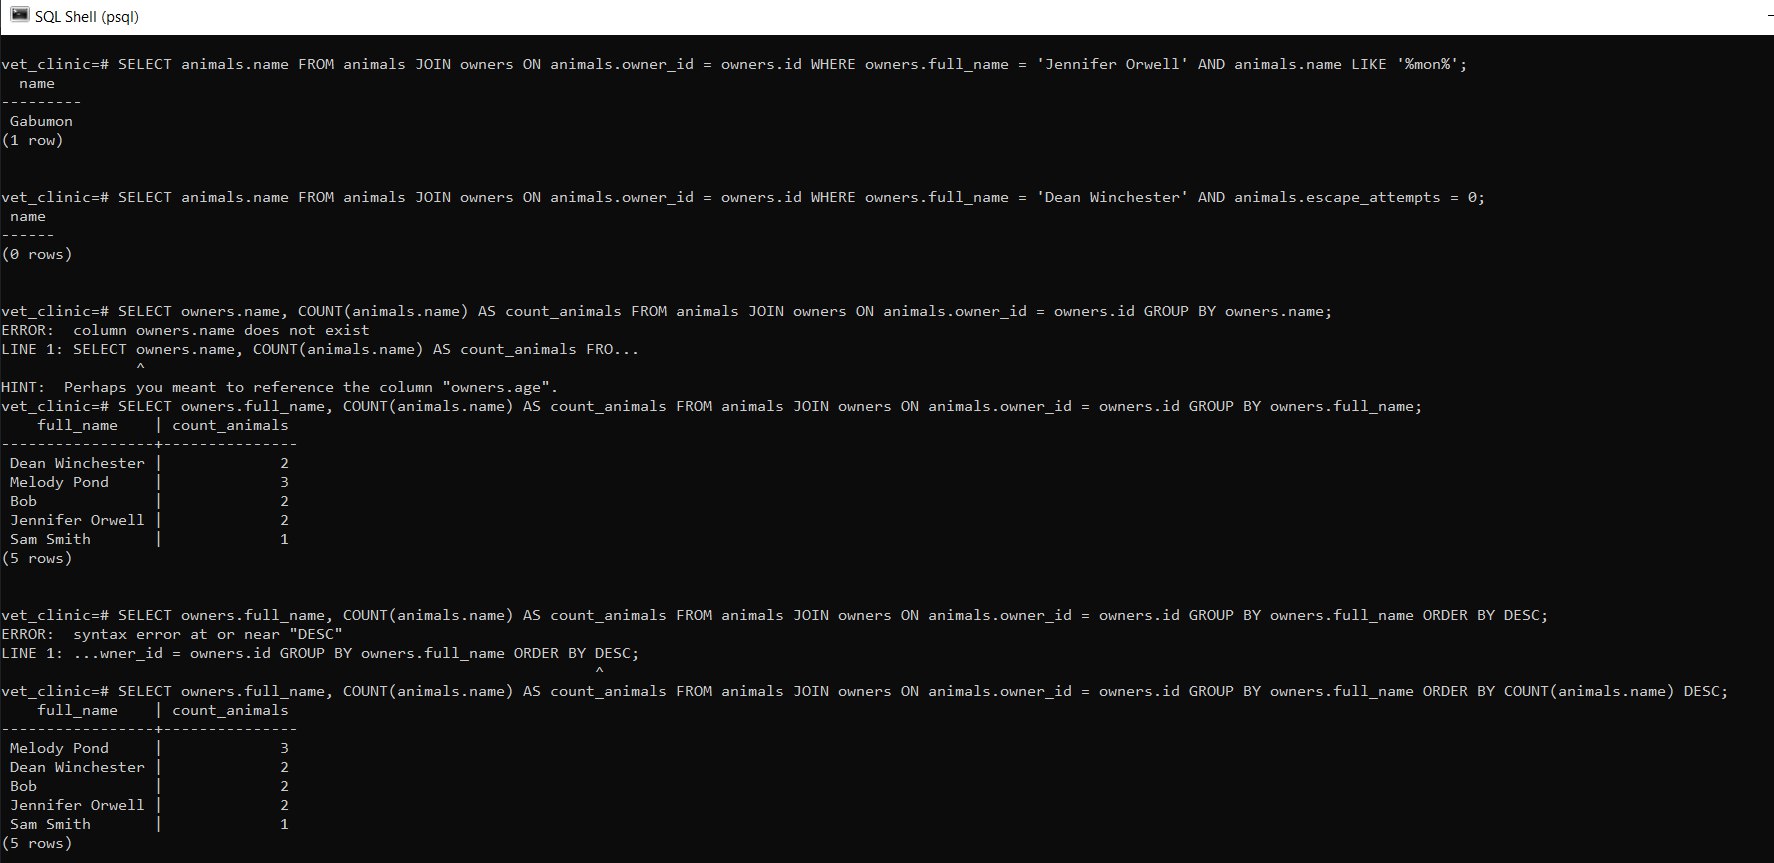 SQL Shell (psql)
vet_clinic=# SELECT animals.name FROM animals JOIN owners ON animals.owner_id = owners.id WHERE owners.full_name = 'Jennifer Orwell' AND animals.name LIKE '%mon%';
  name
---------
 Gabumon
(1 row)
vet_clinic=# SELECT animals.name FROM animals JOIN owners ON animals.owner_id = owners.id WHERE owners.full_name = 'Dean Winchester' AND animals.escape_attempts = 0;
 name
------
(0 rows)
vet_clinic=# SELECT owners.name, COUNT(animals.name) AS count_animals FROM animals JOIN owners ON animals.owner_id = owners.id GROUP BY owners.name;
ERROR:  column owners.name does not exist
LINE 1: SELECT owners.name, COUNT(animals.name) AS count_animals FRO...
               ^
HINT:  Perhaps you meant to reference the column "owners.age".
vet_clinic=# SELECT owners.full_name, COUNT(animals.name) AS count_animals FROM animals JOIN owners ON animals.owner_id = owners.id GROUP BY owners.full_name;
    full_name    | count_animals
-----------------+---------------
 Dean Winchester |             2
 Melody Pond     |             3
 Bob             |             2
 Jennifer Orwell |             2
 Sam Smith       |             1
(5 rows)
vet_clinic=# SELECT owners.full_name, COUNT(animals.name) AS count_animals FROM animals JOIN owners ON animals.owner_id = owners.id GROUP BY owners.full_name ORDER BY DESC;
ERROR:  syntax error at or near "DESC"
LINE 1: ...wner_id = owners.id GROUP BY owners.full_name ORDER BY DESC;
                                                                  ^
vet_clinic=# SELECT owners.full_name, COUNT(animals.name) AS count_animals FROM animals JOIN owners ON animals.owner_id = owners.id GROUP BY owners.full_name ORDER BY COUNT(animals.name) DESC;
    full_name    | count_animals
-----------------+---------------
 Melody Pond     |             3
 Dean Winchester |             2
 Bob             |             2
 Jennifer Orwell |             2
 Sam Smith       |             1
(5 rows)